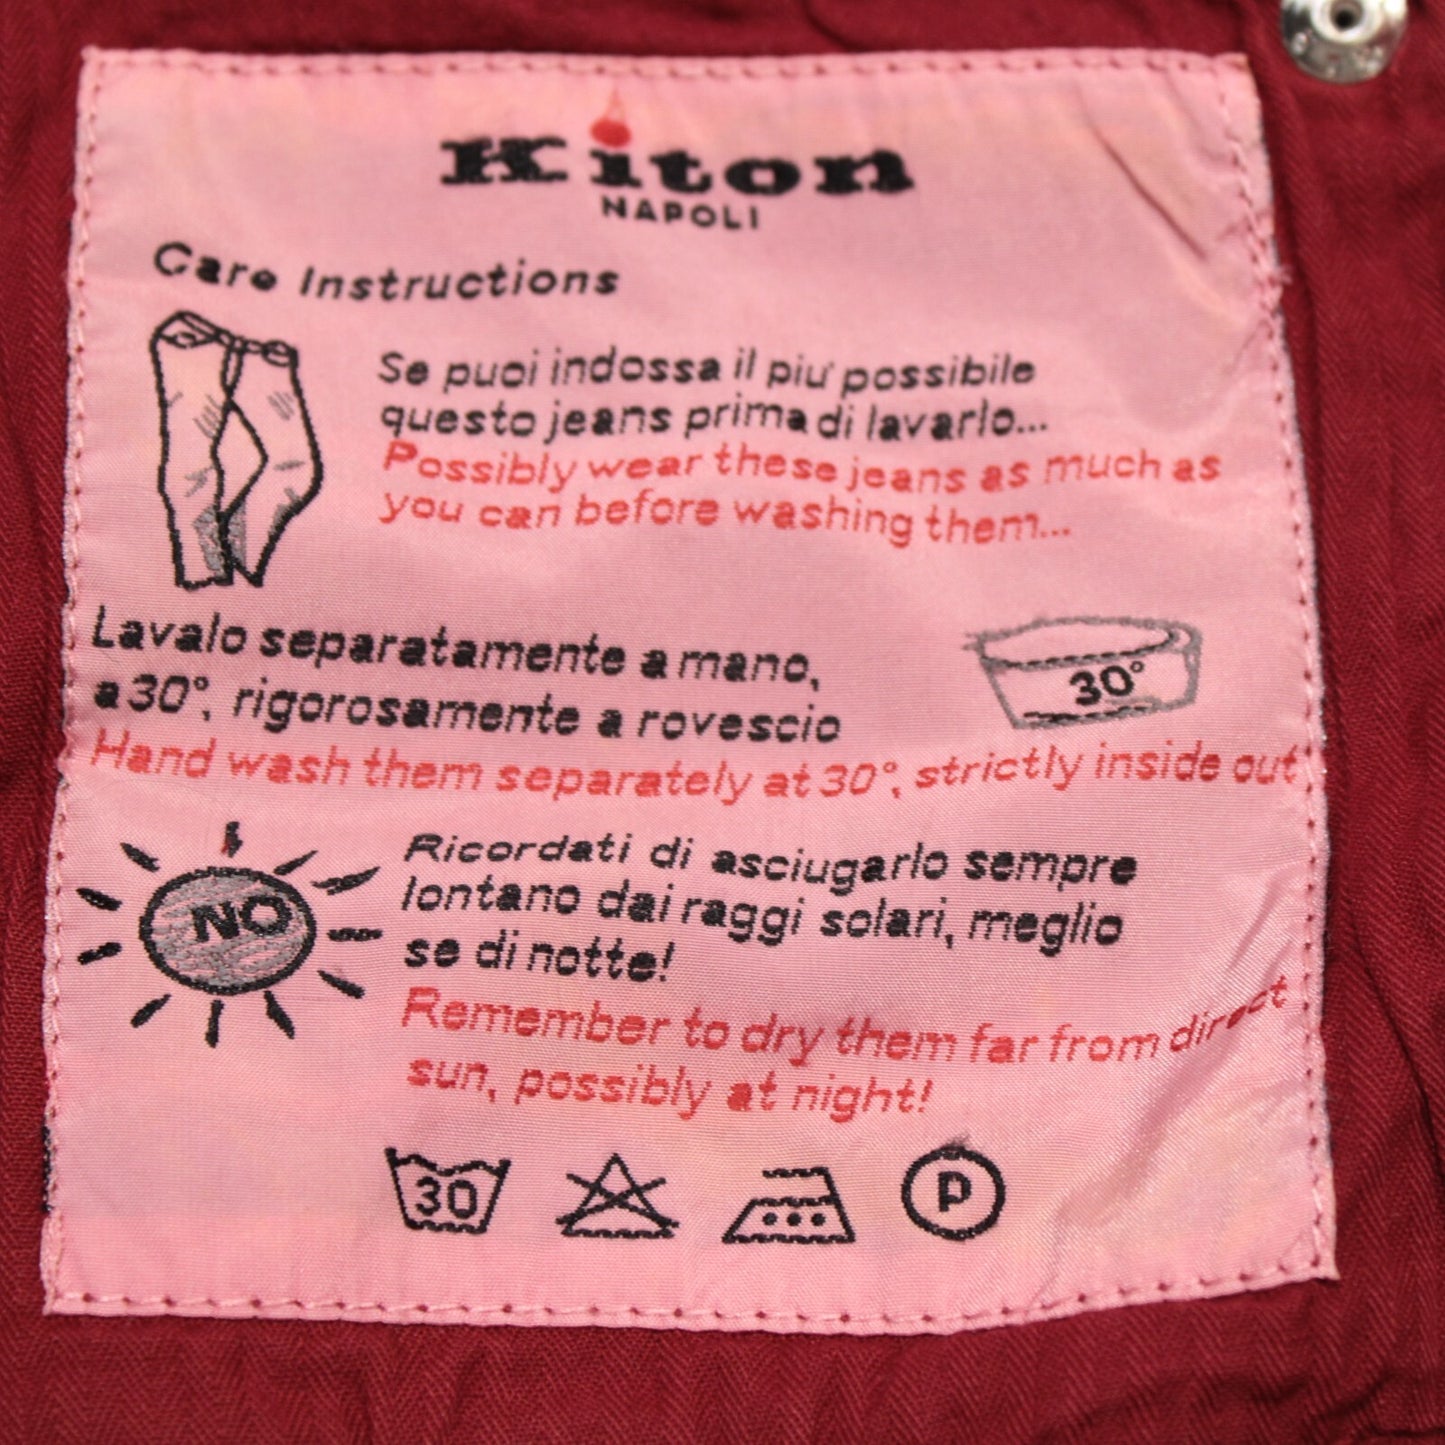 Kiton
NAPOLI
Care Instructions
Se puoi indossa il piu' possibile
questo jeans prima di lavarlo...
Possibly wear these jeans as much as
you can before washing them...
Lavalo separatamente a mano,
a 30°, rigorosamente a rovescio
30°
Hand wash them separately at 30°, strictly inside out
NO
Ricordati di asciugarlo sempre
lontano dai raggi solari, meglio
se di notte!
Remember to dry them far from direct
sun, possibly at night!
30
P